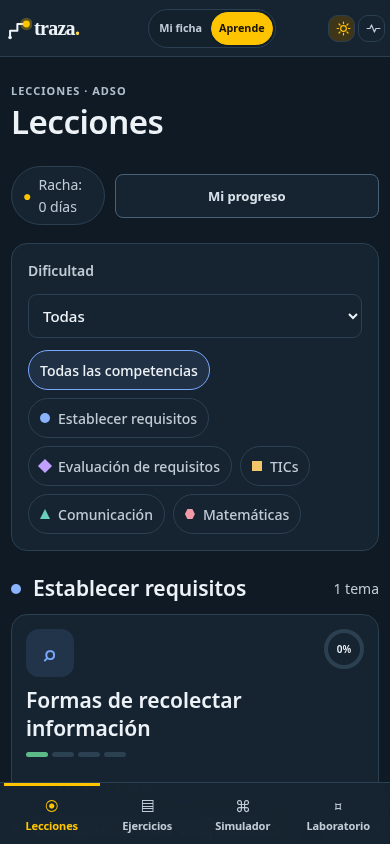 traza.
Mi ficha
Aprende
LECCIONES · ADSO
Lecciones
Racha:
0 días
Mi progreso
Dificultad
Todas
Todas las competencias
Establecer requisitos
Evaluación de requisitos
TICs
Comunicación
Matemáticas
Establecer requisitos
1 tema
0%
Formas de recolectar
información
Lecciones
Ejercicios
Simulador
Laboratorio